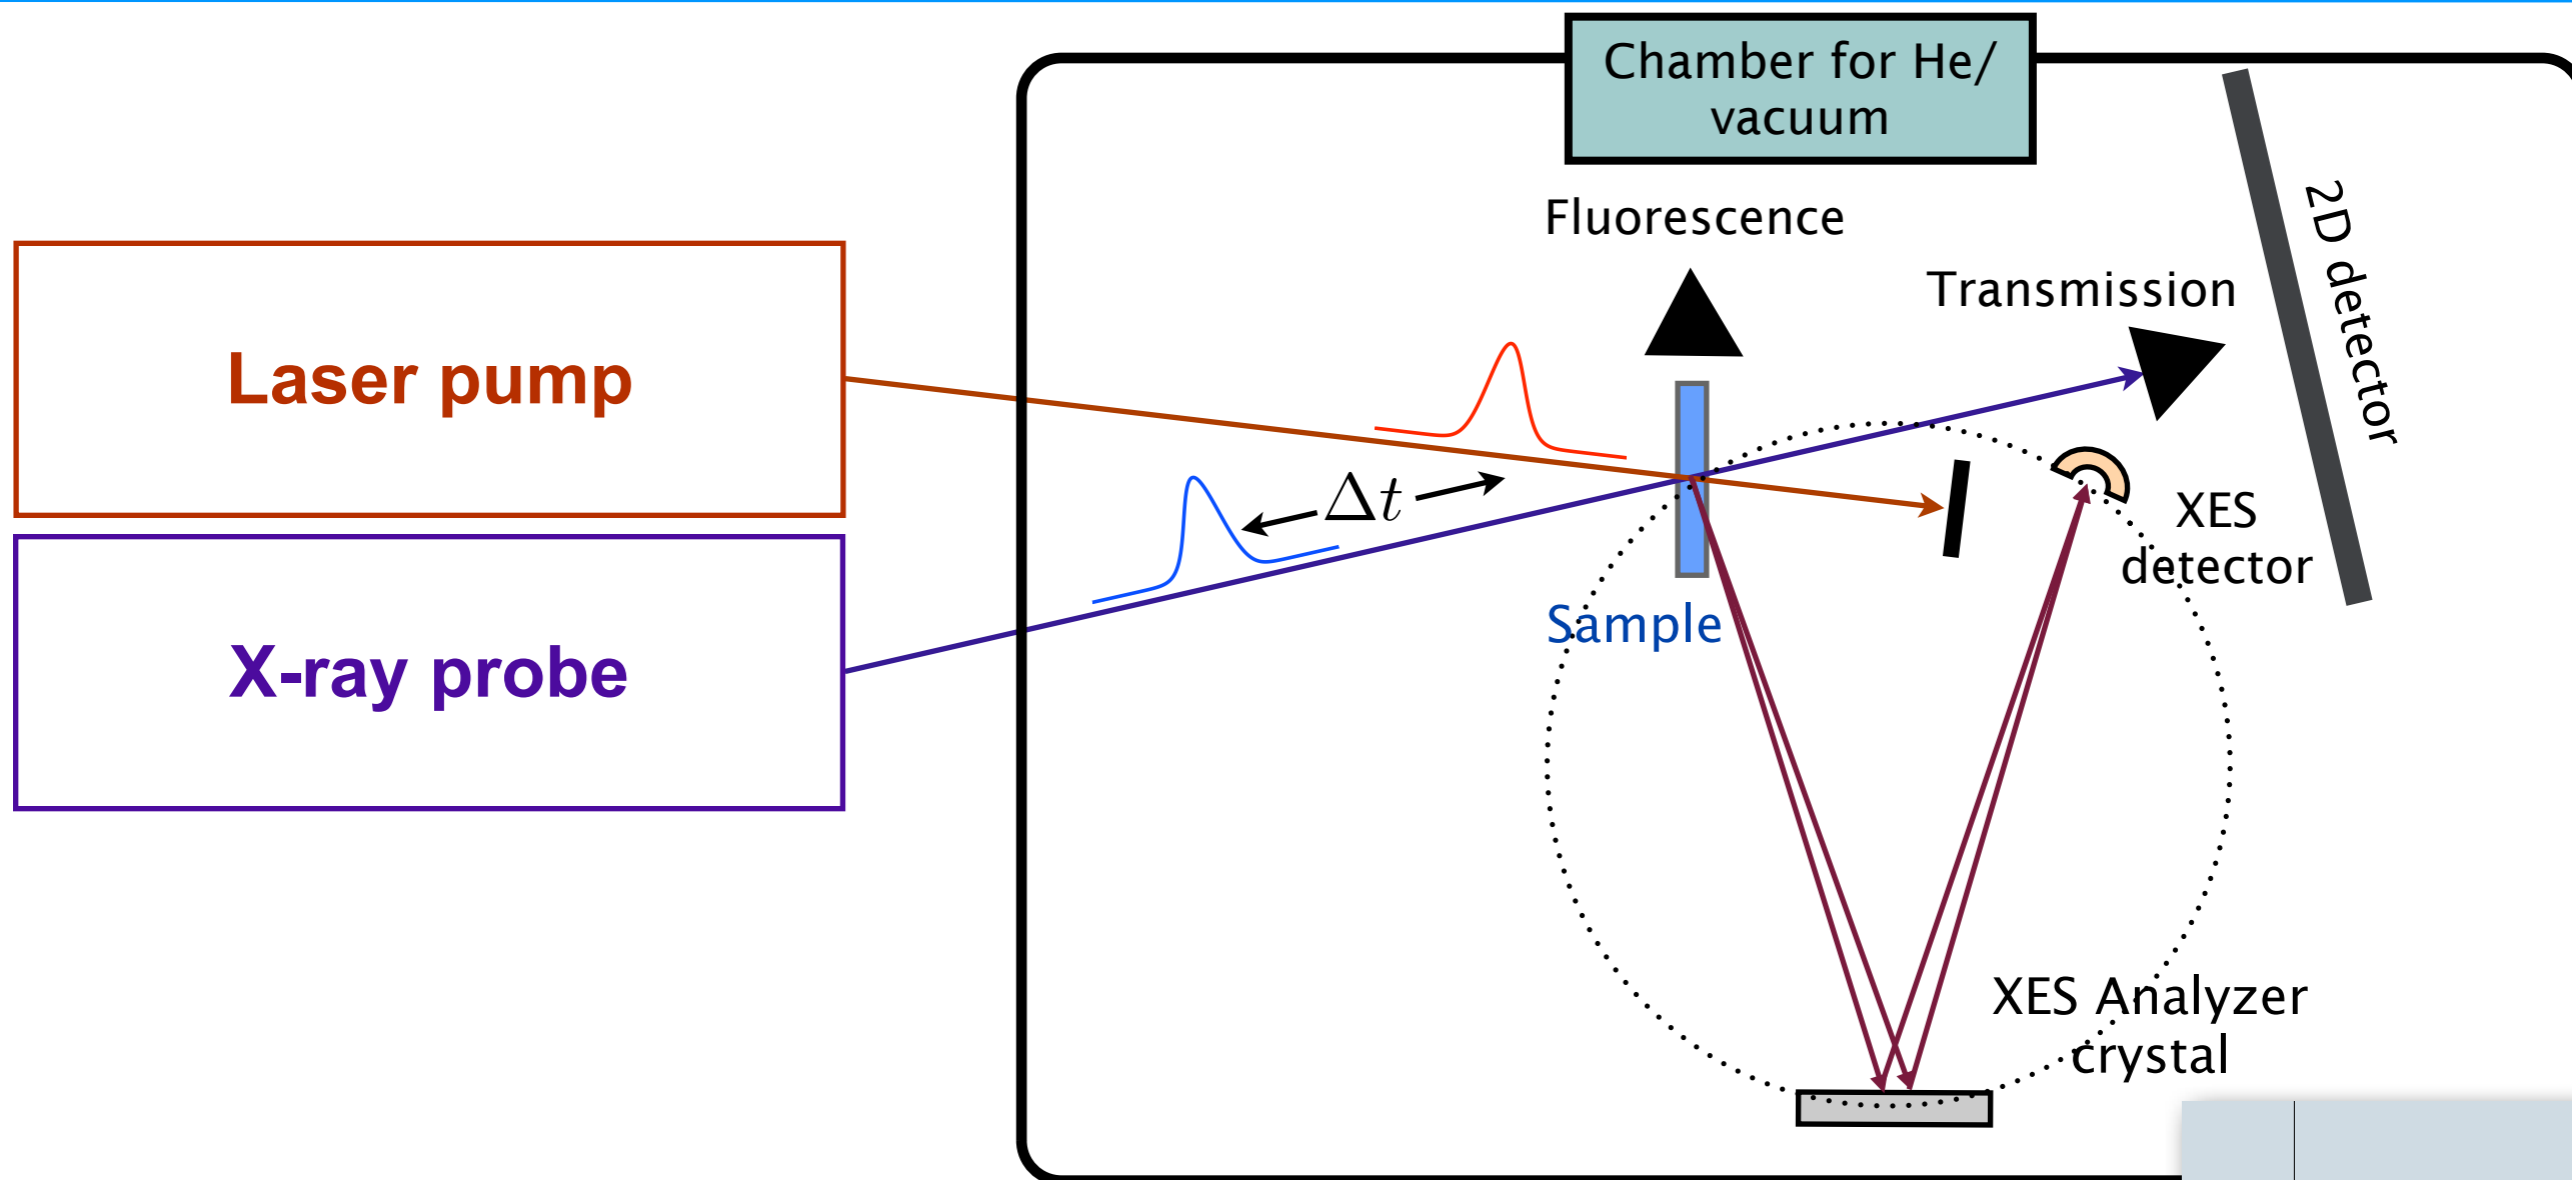 Chamber for He/
vacuum
Fluorescence
2D detector
Transmission
Laser pump
Δt
XES
detector
Sample
X-ray probe
XES Analyzer
crystal